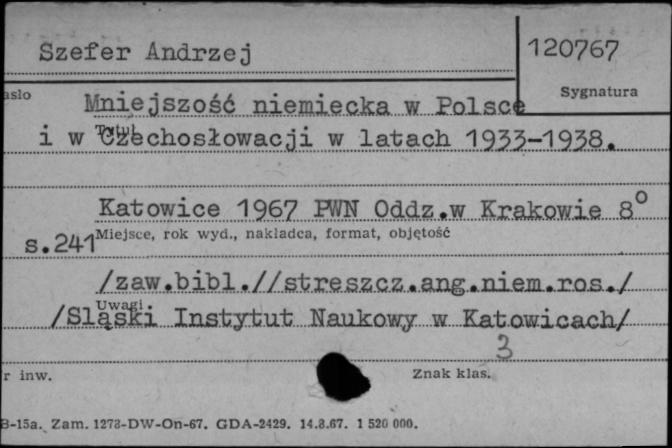 Szefer Andrzej
120767
asło
Sygnatura
Mniejszość niemiecka w Polsce
Tytuł
i w Czechosłowacji w latach 1933-1938.
Katowice 1967 PWN Oddz.w Krakowie 8°
Miejsce, rok wyd., nakładca, format, objętość
s.241
/zaw.bibl.//streszcz.ang.niem.ros./
Uwagi
/Sląski Instytut Naukowy w Katowicach/
3
r inw.
Znak klas.
B-15a. Zam. 1278-DW-On-67. GDA-2429. 14.8.67. 1 520 000.